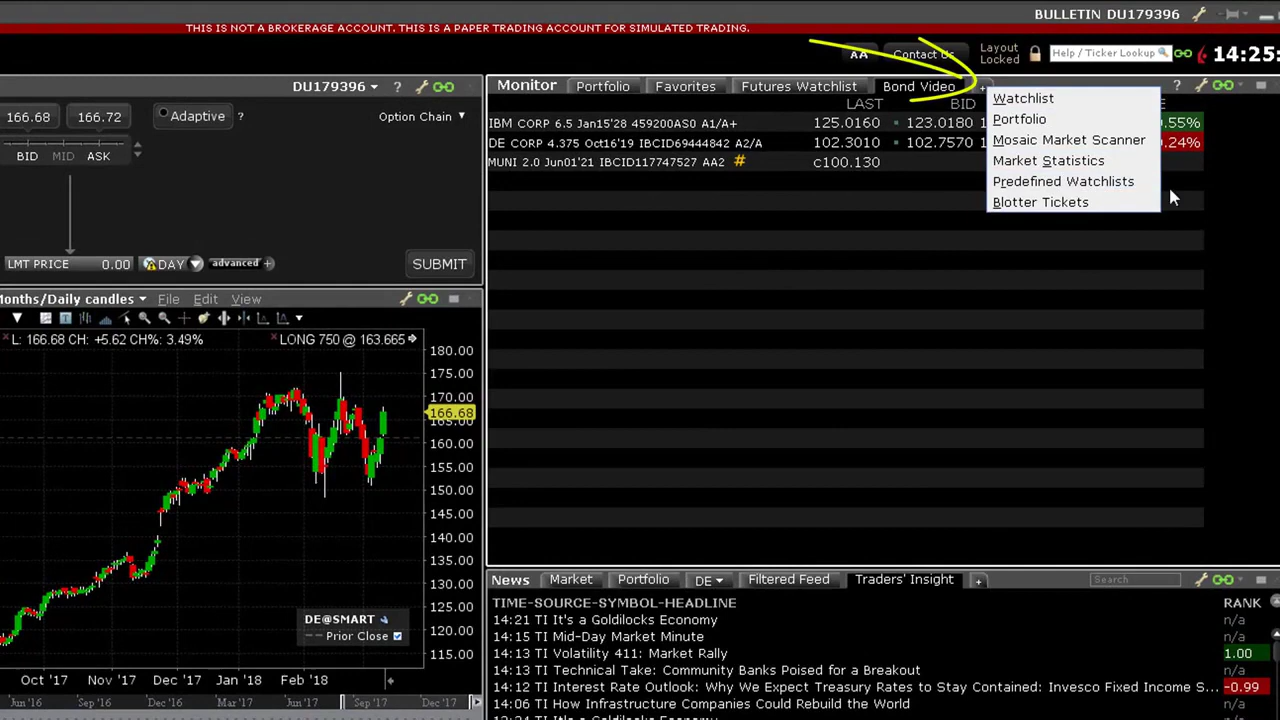 BULLETIN DU179396
THIS IS NOT A BROKERAGE ACCOUNT. THIS IS A PAPER TRADING ACCOUNT FOR SIMULATED TRADING.
AA Contact Us Layout Locked Help / Ticker Lookup 14:25:
DU179396 ?
166.68 166.72 Adaptive ? Option Chain
BID MID ASK
LMT PRICE 0.00 DAY advanced + SUBMIT
Months/Daily candles File Edit View
L: 166.68 CH: +5.62 CH%: 3.49% LONG 750 @ 163.665
180.00
175.00
170.00
166.68
165.00
160.00
155.00
150.00
145.00
140.00
135.00
130.00
125.00
120.00
115.00
DE@SMART
Prior Close
Oct '17 Nov '17 Dec '17 Jan '18 Feb '18
Jun '16 Sep '16 Dec '16 Mar '17 Jun '17 Sep '17 Dec '17
Monitor Portfolio Favorites Futures Watchlist Bond Video + ?
LAST BID E
IBM CORP 6.5 Jan15'28 459200AS0 A1/A+ 125.0160 123.0180 1 0.55%
DE CORP 4.375 Oct16'19 IBCID69444842 A2/A 102.3010 102.7570 1 0.24%
MUNI 2.0 Jun01'21 IBCID117747527 AA2 # c100.130
Watchlist
Portfolio
Mosaic Market Scanner
Market Statistics
Predefined Watchlists
Blotter Tickets
News Market Portfolio DE Filtered Feed Traders' Insight + Search
TIME-SOURCE-SYMBOL-HEADLINE RANK
14:21 TI It's a Goldilocks Economy n/a
14:15 TI Mid-Day Market Minute n/a
14:13 TI Volatility 411: Market Rally 1.00
14:13 TI Technical Take: Community Banks Poised for a Breakout n/a
14:12 TI Interest Rate Outlook: Why We Expect Treasury Rates to Stay Contained: Invesco Fixed Income S... -0.99
14:06 TI How Infrastructure Companies Could Rebuild the World n/a
14:05 TI It's a Goldilocks Economy